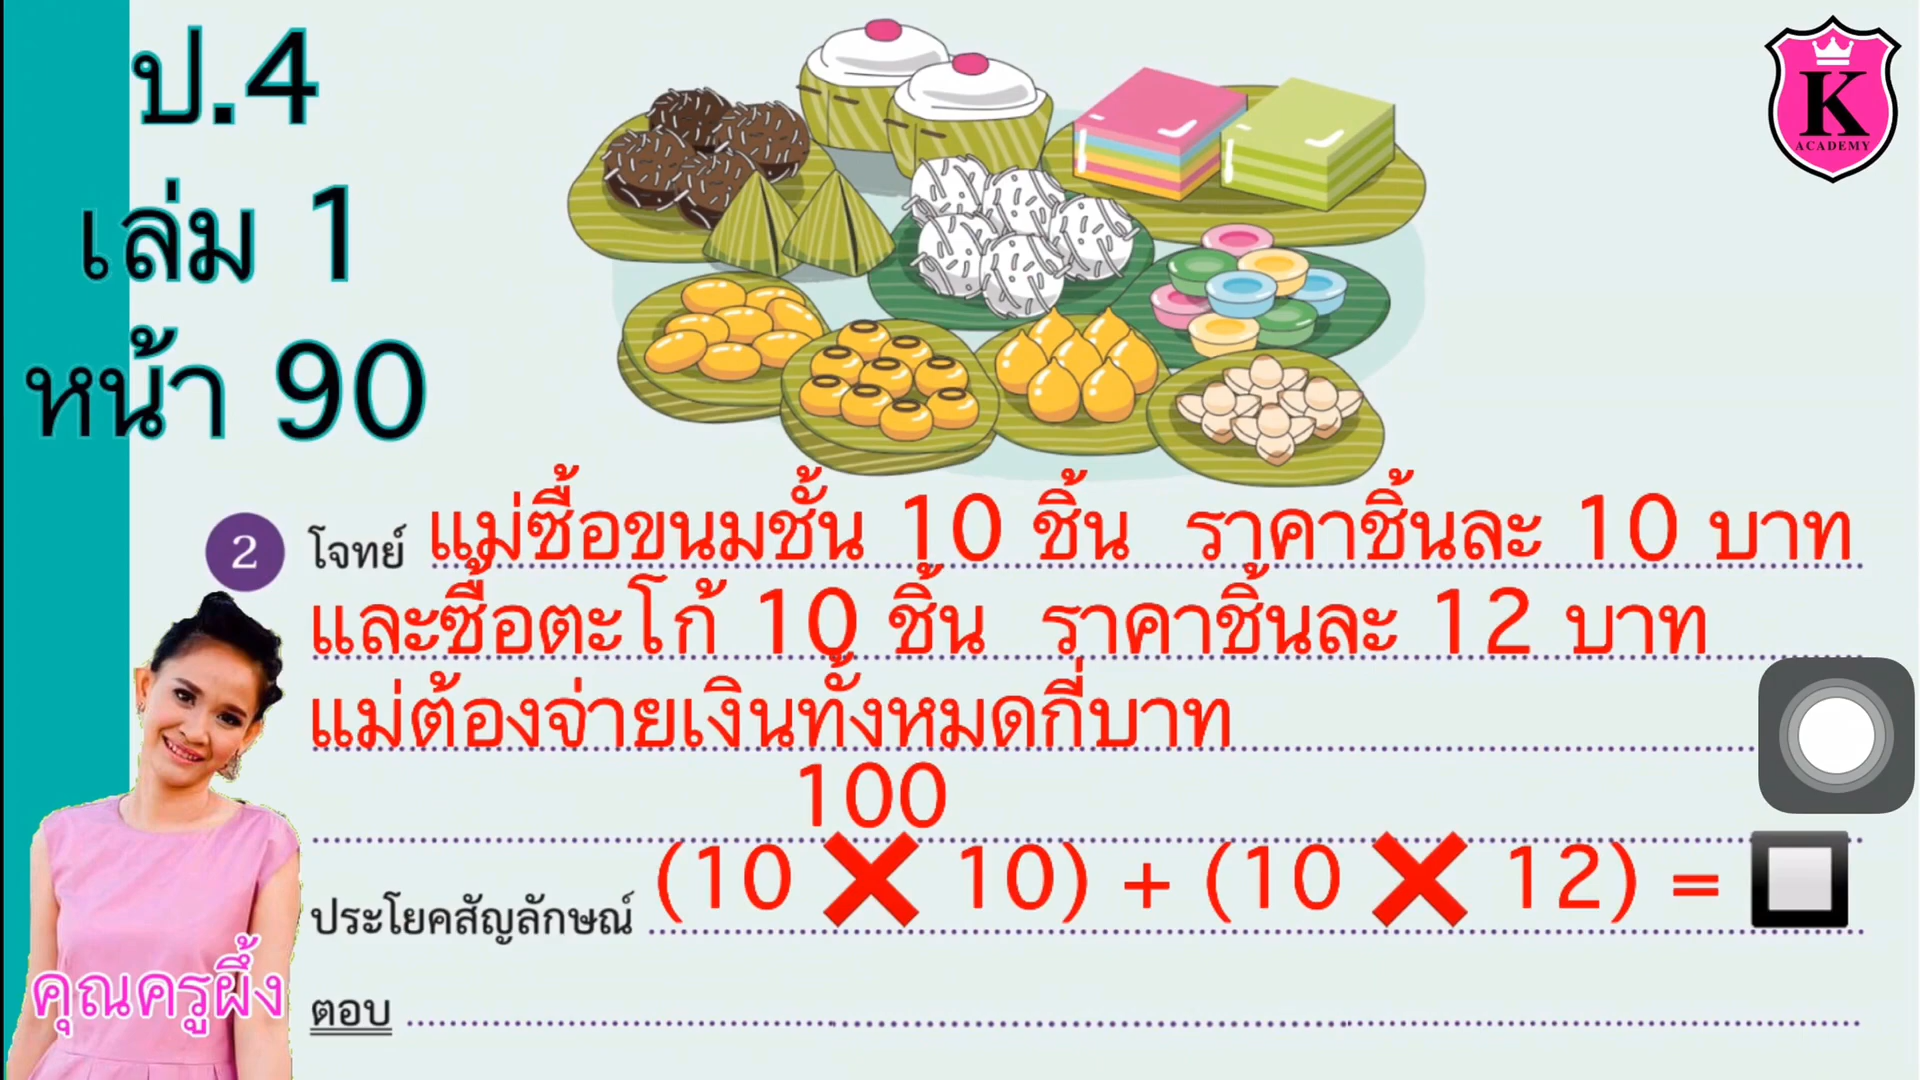 ป.4
เล่ม 1
หน้า 90
K
ACADEMY
2 โจทย์ แม่ซื้อขนมชั้น 10 ชิ้น ราคาชิ้นละ 10 บาท
และซื้อตะโก้ 10 ชิ้น ราคาชิ้นละ 12 บาท
แม่ต้องจ่ายเงินทั้งหมดกี่บาท
100
ประโยคสัญลักษณ์ (10 ❌ 10) + (10 ❌ 12) = 🔲
ตอบ
คุณครูผึ้ง